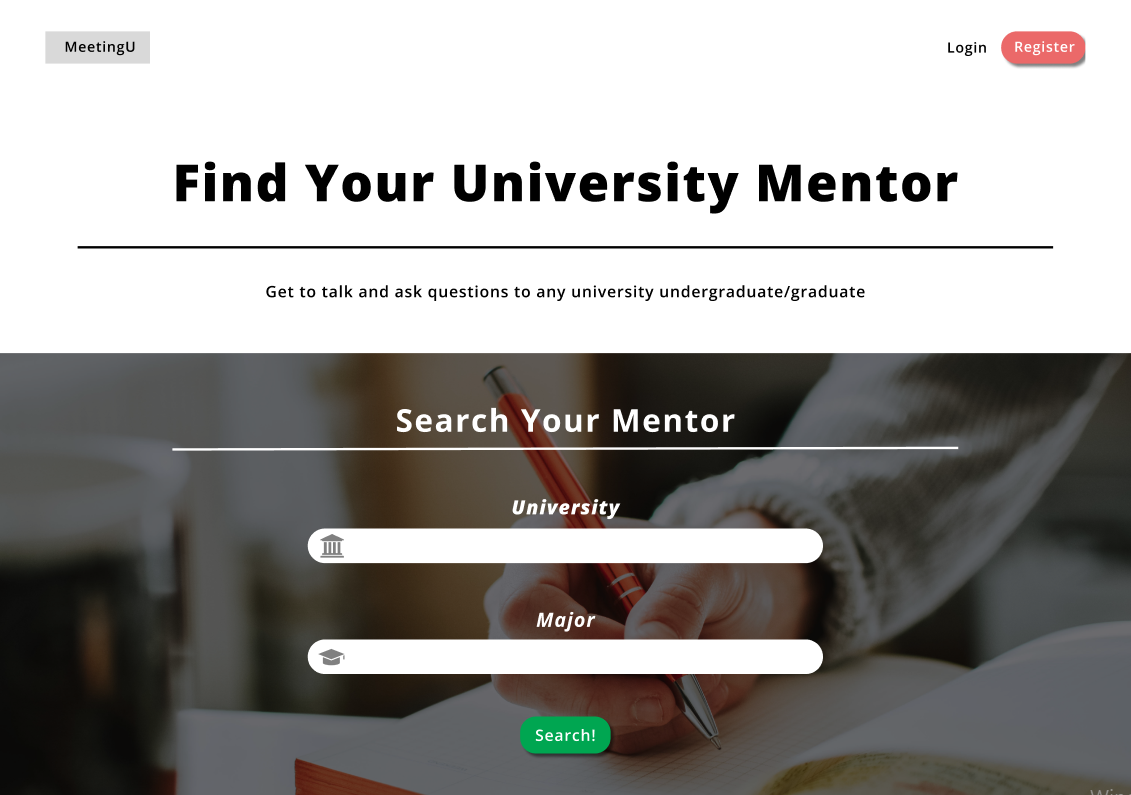 MeetingU
Login
Register
Find Your University Mentor
Get to talk and ask questions to any university undergraduate/graduate
Search Your Mentor
University
Major
Search!